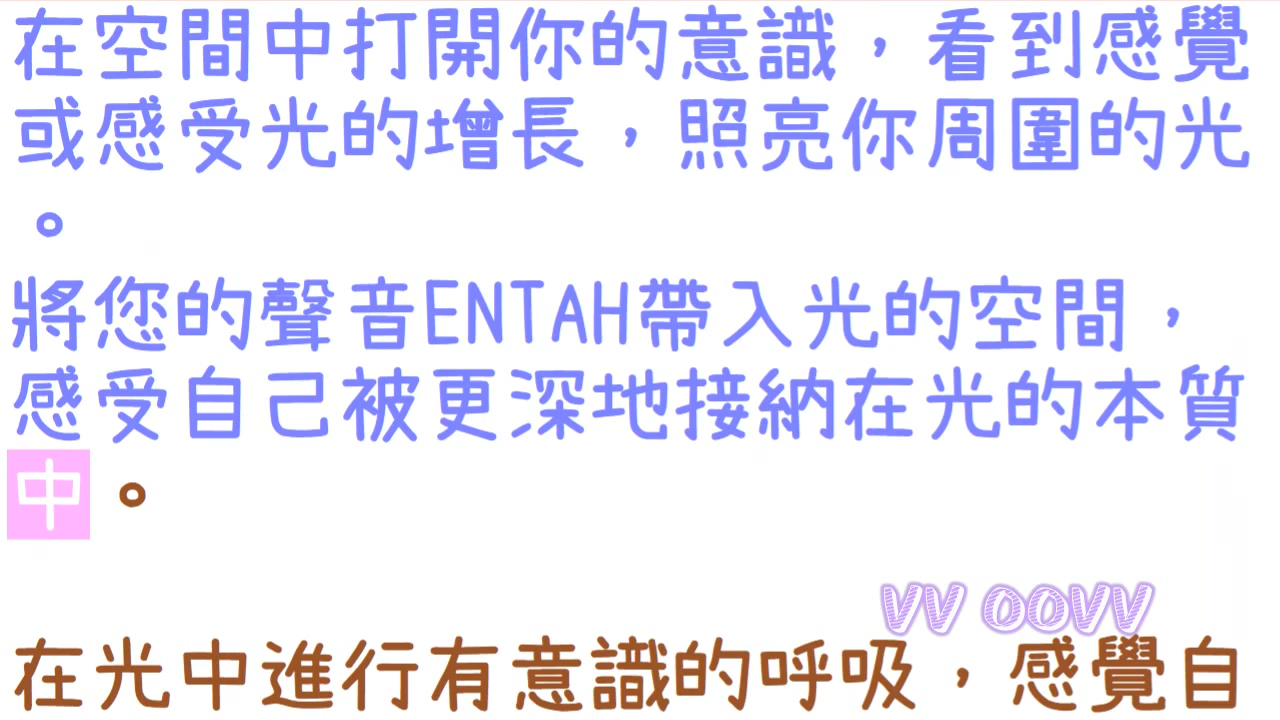 在空間中打開你的意識，看到感覺
或感受光的增長，照亮你周圍的光
。
將您的聲音ENTAH帶入光的空間，
感受自己被更深地接納在光的本質
中。
VV OOVV
在光中進行有意識的呼吸，感覺自